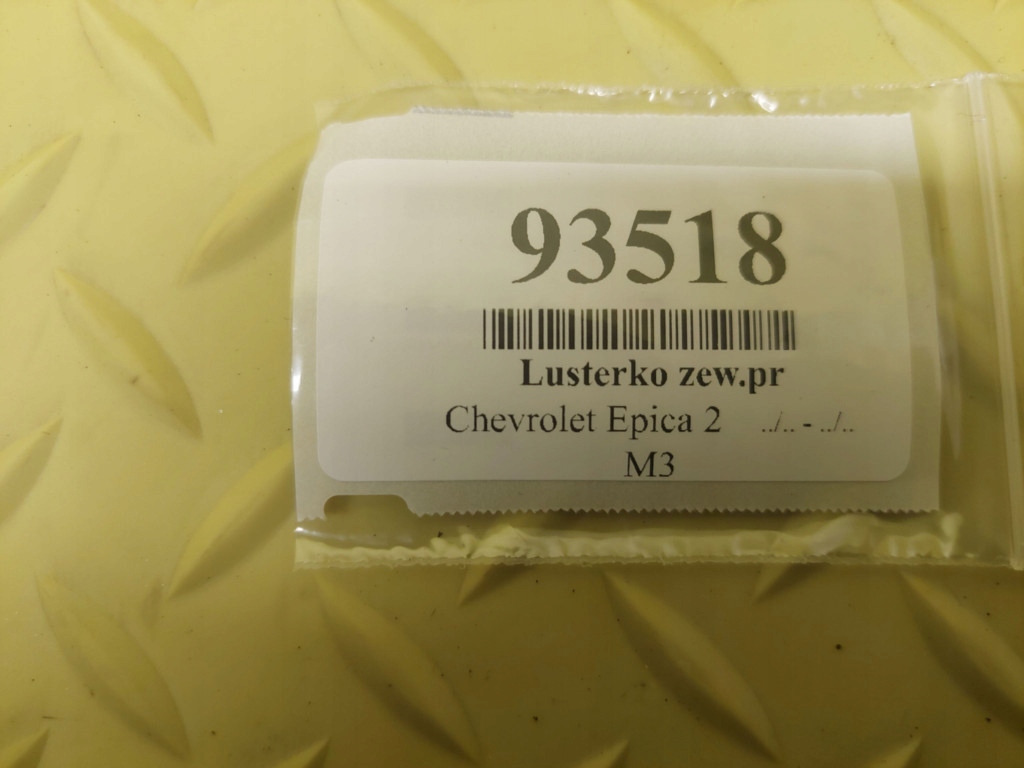 93518
Lusterko zew.pr
Chevrolet Epica 2 ../.. - ../..
M3